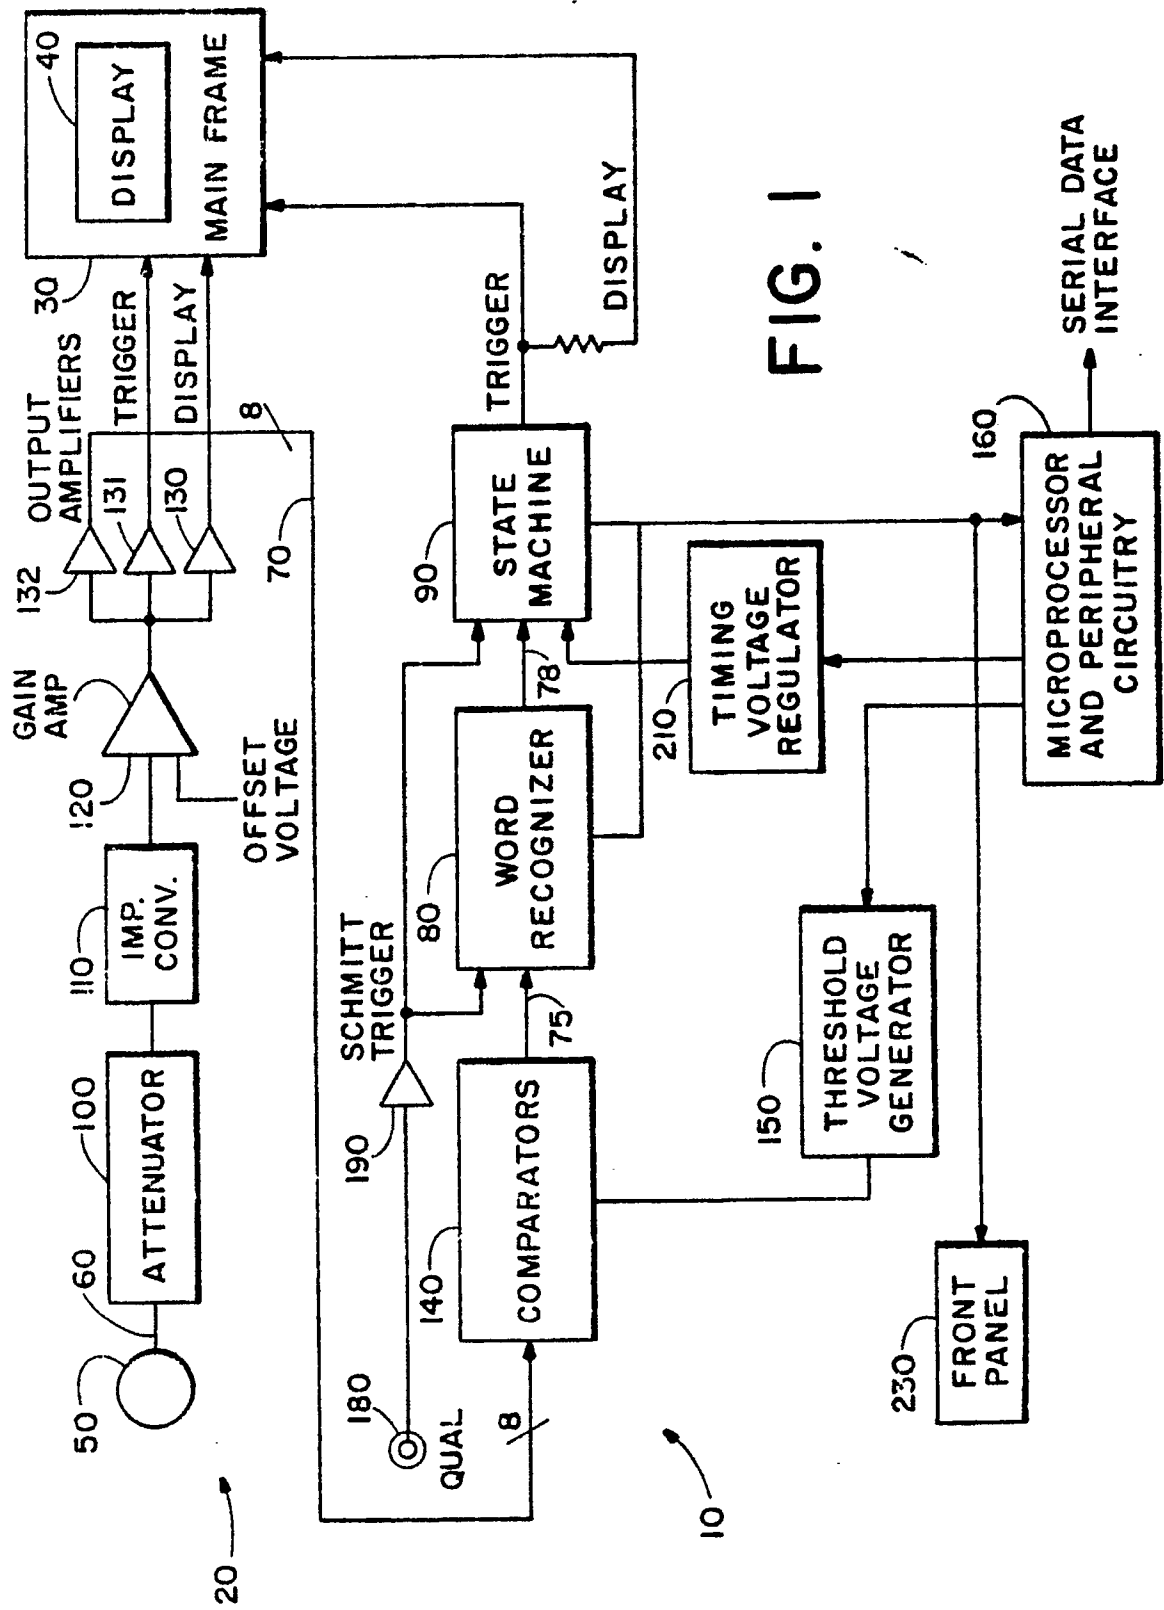 20
50
60
100
ATTENUATOR
110
IMP.
CONV.
120
GAIN
AMP
OFFSET
VOLTAGE
132
131
130
OUTPUT
AMPLIFIERS
TRIGGER
DISPLAY
30
40
DISPLAY
MAIN FRAME
8
70
180
QUAL
190
SCHMITT
TRIGGER
8
140
COMPARATORS
75
80
WORD
RECOGNIZER
78
90
STATE
MACHINE
TRIGGER
DISPLAY
10
150
THRESHOLD
VOLTAGE
GENERATOR
210
TIMING
VOLTAGE
REGULATOR
FIG. 1
230
FRONT
PANEL
160
MICROPROCESSOR
AND PERIPHERAL
CIRCUITRY
SERIAL DATA
INTERFACE